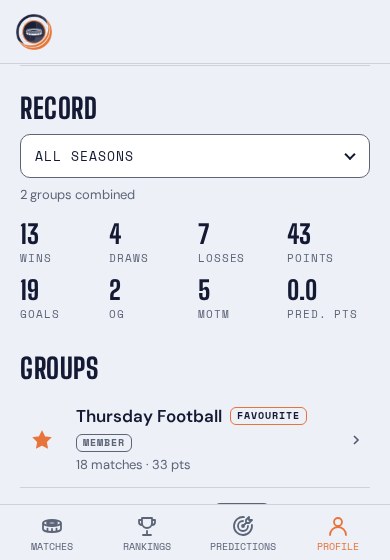 RECORD
ALL SEASONS
2 groups combined
13 4 7 43
WINS DRAWS LOSSES POINTS
19 2 5 0.0
GOALS OG MOTM PRED. PTS
GROUPS
Thursday Football FAVOURITE
MEMBER
18 matches · 33 pts
MATCHES RANKINGS PREDICTIONS PROFILE